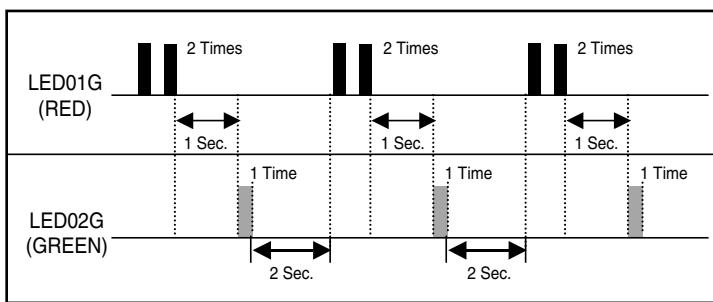 2 Times 2 Times 2 Times
LED01G
(RED)
1 Sec. 1 Sec. 1 Sec.
1 Time 1 Time 1 Time
LED02G
(GREEN)
2 Sec. 2 Sec.